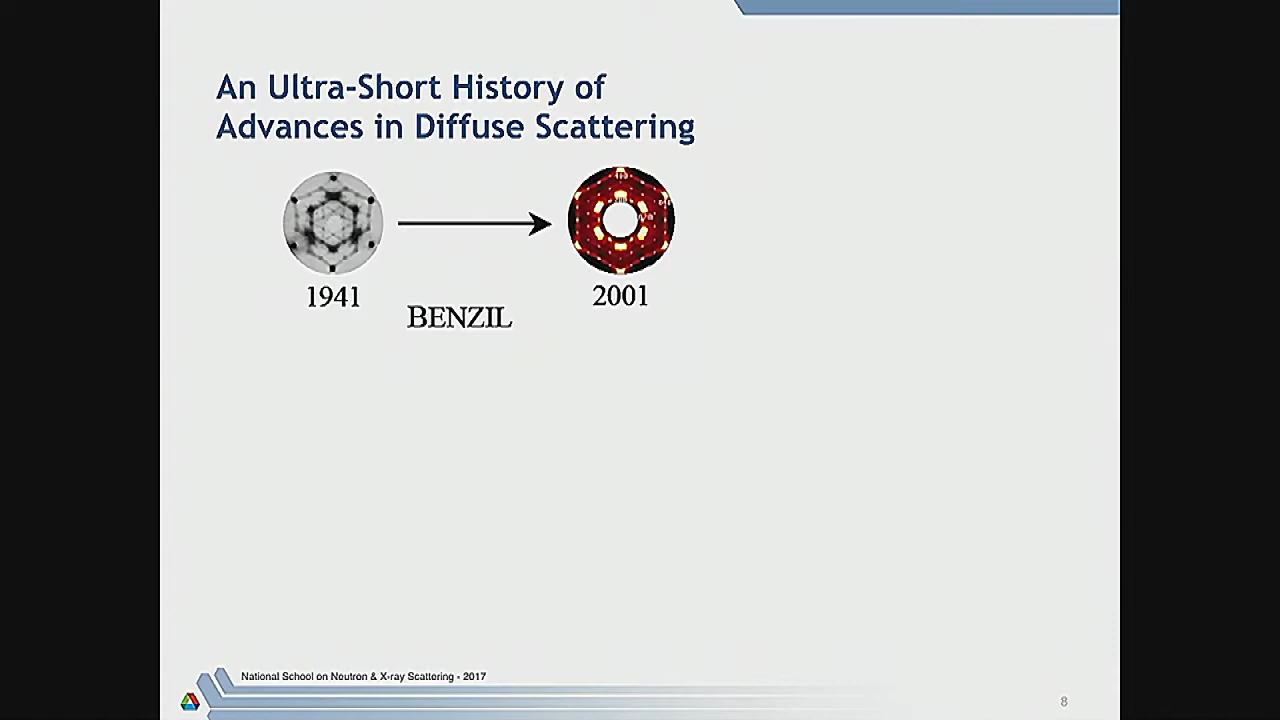 An Ultra-Short History of
Advances in Diffuse Scattering
1941
BENZIL
2001
National School on Neutron & X-ray Scattering - 2017
8